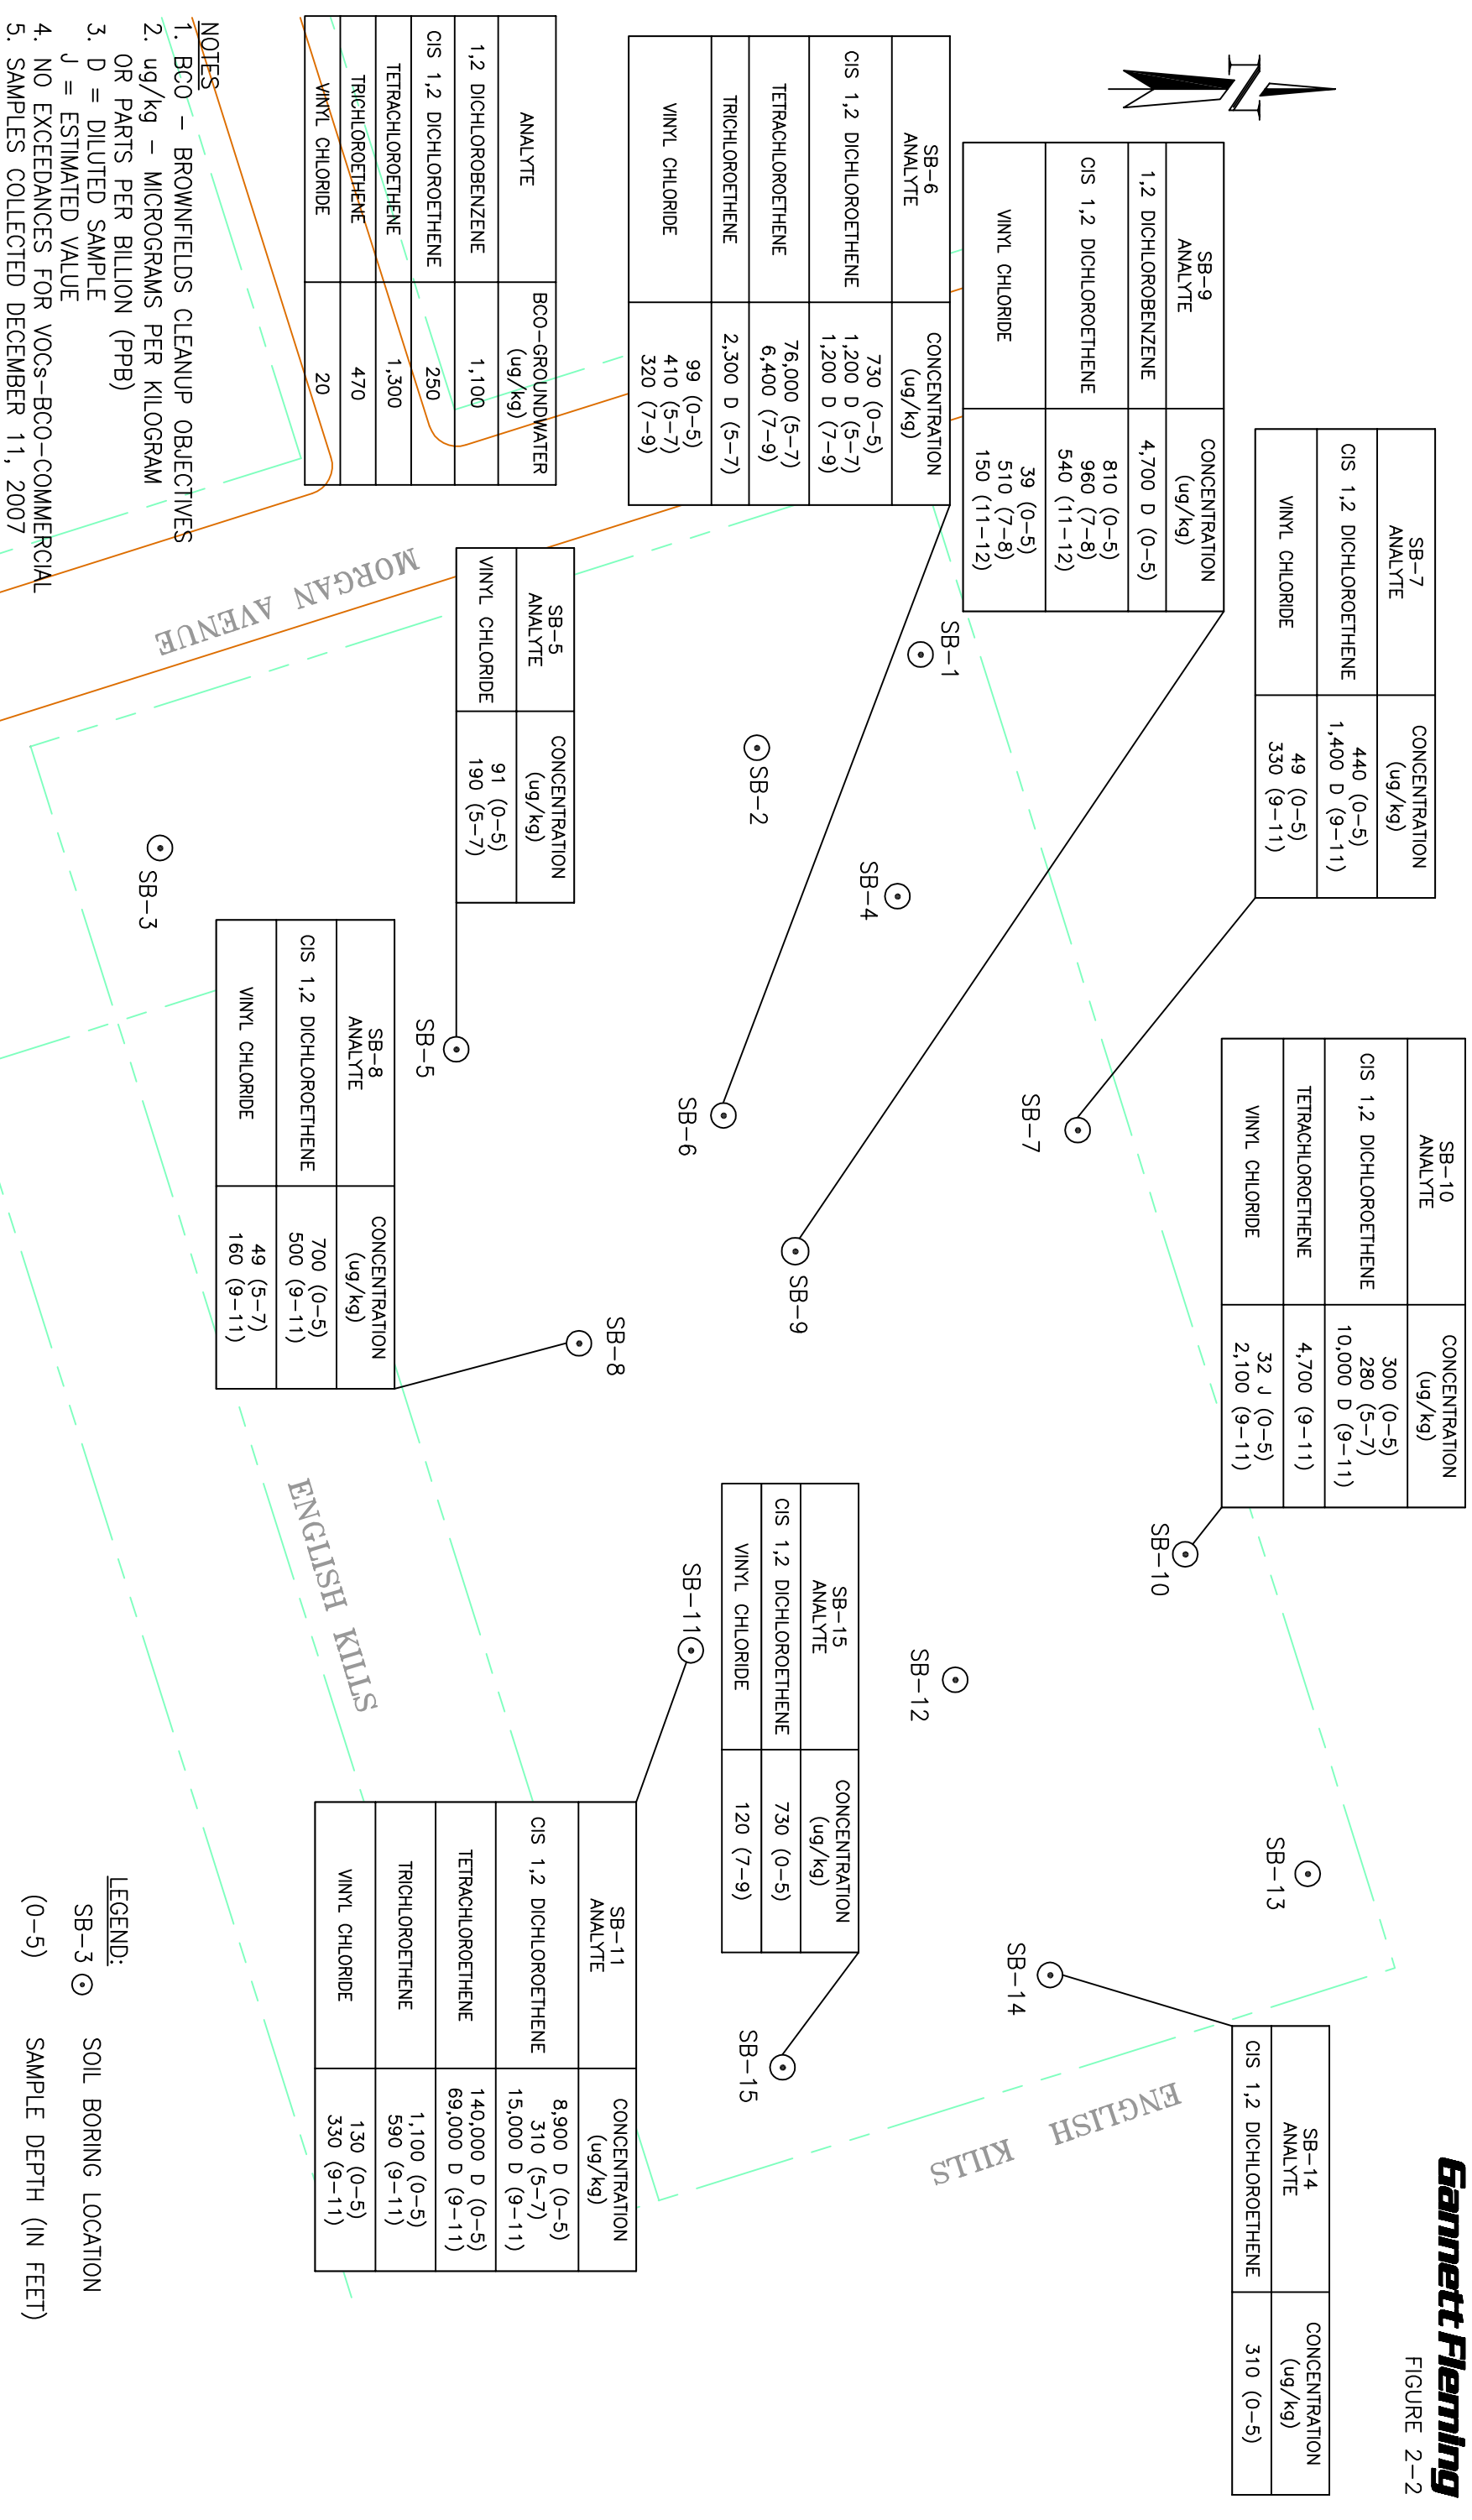 Gannett Fleming
FIGURE 2-2
SB-7
ANALYTE
CONCENTRATION
(ug/kg)
CIS 1,2 DICHLOROETHENE
440 (0-5)
1,400 D (9-11)
VINYL CHLORIDE
49 (0-5)
330 (9-11)
SB-10
ANALYTE
CONCENTRATION
(ug/kg)
CIS 1,2 DICHLOROETHENE
300 (0-5)
280 (5-7)
10,000 D (9-11)
TETRACHLOROETHENE
4,700 (9-11)
VINYL CHLORIDE
32 J (0-5)
2,100 (9-11)
SB-14
ANALYTE
CONCENTRATION
(ug/kg)
CIS 1,2 DICHLOROETHENE
310 (0-5)
SB-9
ANALYTE
CONCENTRATION
(ug/kg)
1,2 DICHLOROBENZENE
4,700 D (0-5)
CIS 1,2 DICHLOROETHENE
810 (0-5)
960 (7-8)
540 (11-12)
VINYL CHLORIDE
39 (0-5)
510 (7-8)
150 (11-12)
SB-6
ANALYTE
CONCENTRATION
(ug/kg)
CIS 1,2 DICHLOROETHENE
730 (0-5)
1,200 D (5-7)
1,200 D (7-9)
TETRACHLOROETHENE
76,000 (5-7)
6,400 (7-9)
TRICHLOROETHENE
2,300 D (5-7)
VINYL CHLORIDE
99 (0-5)
410 (5-7)
320 (7-9)
SB-15
ANALYTE
CONCENTRATION
(ug/kg)
CIS 1,2 DICHLOROETHENE
730 (0-5)
VINYL CHLORIDE
120 (7-9)
SB-11
ANALYTE
CONCENTRATION
(ug/kg)
CIS 1,2 DICHLOROETHENE
8,900 D (0-5)
310 (5-7)
15,000 D (9-11)
TETRACHLOROETHENE
140,000 D (0-5)
69,000 D (9-11)
TRICHLOROETHENE
1,100 (0-5)
590 (9-11)
VINYL CHLORIDE
130 (0-5)
330 (9-11)
SB-5
ANALYTE
CONCENTRATION
(ug/kg)
VINYL CHLORIDE
91 (0-5)
190 (5-7)
SB-8
ANALYTE
CONCENTRATION
(ug/kg)
CIS 1,2 DICHLOROETHENE
700 (0-5)
500 (9-11)
VINYL CHLORIDE
49 (5-7)
160 (9-11)
ANALYTE
BCO-GROUNDWATER
(ug/kg)
1,2 DICHLOROBENZENE
1,100
CIS 1,2 DICHLOROETHENE
250
TETRACHLOROETHENE
1,300
TRICHLOROETHENE
470
VINYL CHLORIDE
20
SB-13
SB-10
SB-7
SB-14
SB-1
SB-12
SB-4
SB-9
SB-2
SB-15
SB-6
SB-11
SB-8
SB-5
SB-3
ENGLISH KILLS
ENGLISH KILLS
MORGAN AVENUE
NOTES
1. BCO - BROWNFIELDS CLEANUP OBJECTIVES
2. ug/kg - MICROGRAMS PER KILOGRAM
OR PARTS PER BILLION (PPB)
3. D = DILUTED SAMPLE
J = ESTIMATED VALUE
4. NO EXCEEDANCES FOR VOCs-BCO-COMMERCIAL
5. SAMPLES COLLECTED DECEMBER 11, 2007
LEGEND:
SB-3 SOIL BORING LOCATION
(0-5) SAMPLE DEPTH (IN FEET)